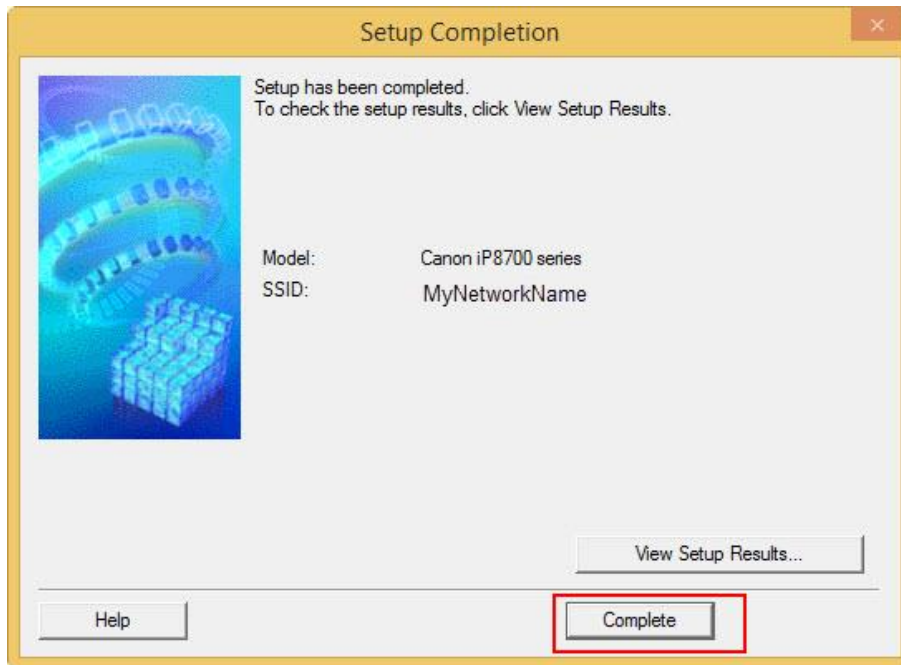 Setup Completion
Setup has been completed.
To check the setup results, click View Setup Results.
Model: Canon iP8700 series
SSID: MyNetworkName
View Setup Results...
Help Complete